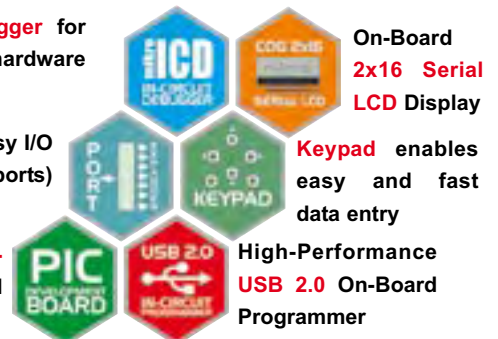 gger for
hardware
sy I/O
ports)
ICD
IN-CIRCUIT
DEBUGGER
COG 2x16
SERIAL LCD
On-Board
2x16 Serial
LCD Display
PORT
KEYPAD
Keypad enables
easy and fast
data entry
PIC
DEVELOPMENT
BOARD
USB 2.0
IN-CIRCUIT
PROGRAMMER
High-Performance
USB 2.0 On-Board
Programmer